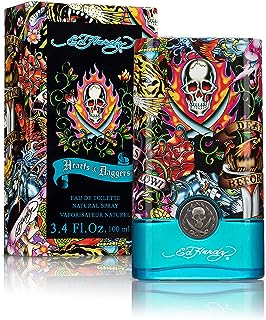 Ed Hardy
Hearts & Daggers
EAU DE TOILETTE
NATURAL SPRAY
VAPORISATEUR NATUREL
3.4 Fl.Oz. 100 ml
Ed Hardy